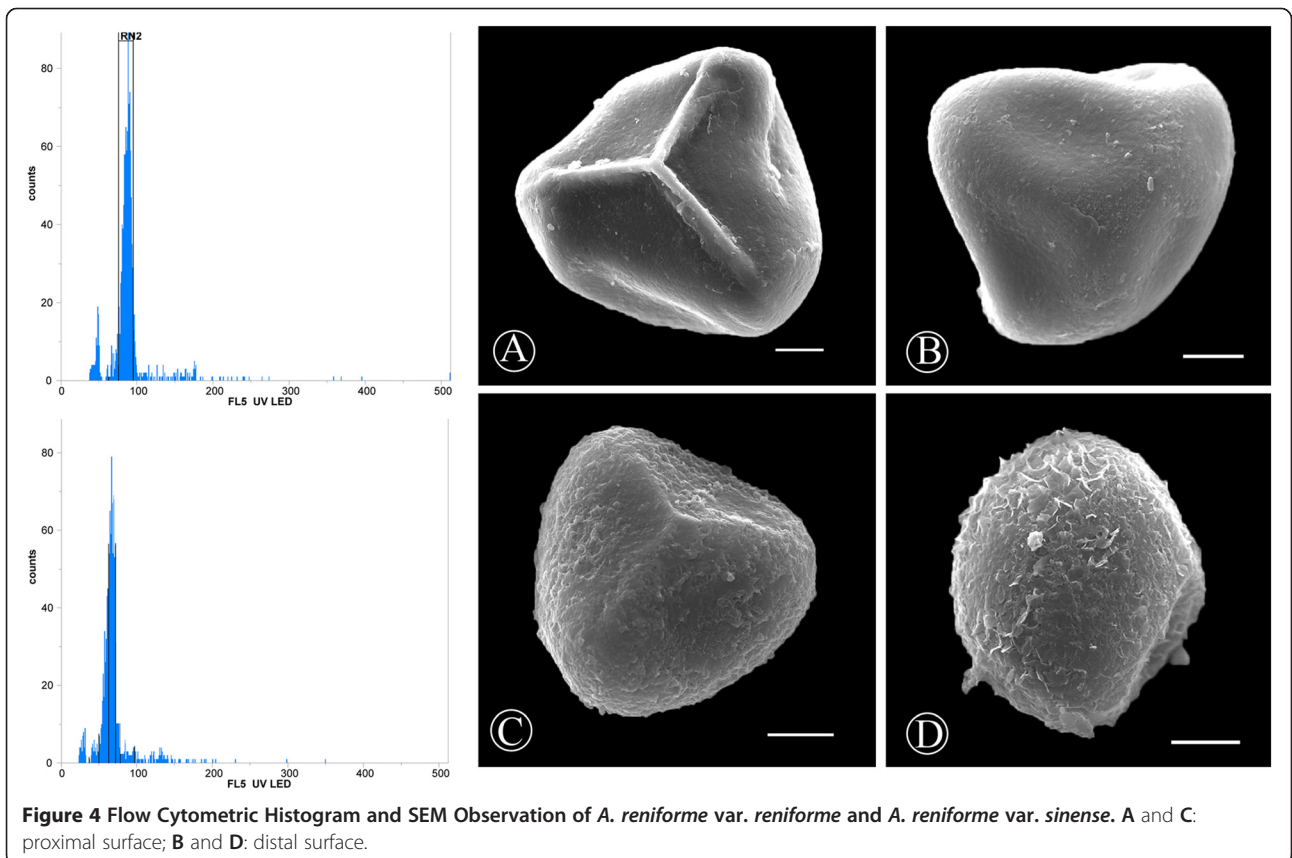 RN2
80
60
40
20
0
counts
0 100 200 300 400 500
FL5 UV LED
80
60
40
20
0
counts
0 100 200 300 400 500
FL5 UV LED
A
B
C
D
Figure 4 Flow Cytometric Histogram and SEM Observation of A. reniforme var. reniforme and A. reniforme var. sinense. A and C:
proximal surface; B and D: distal surface.